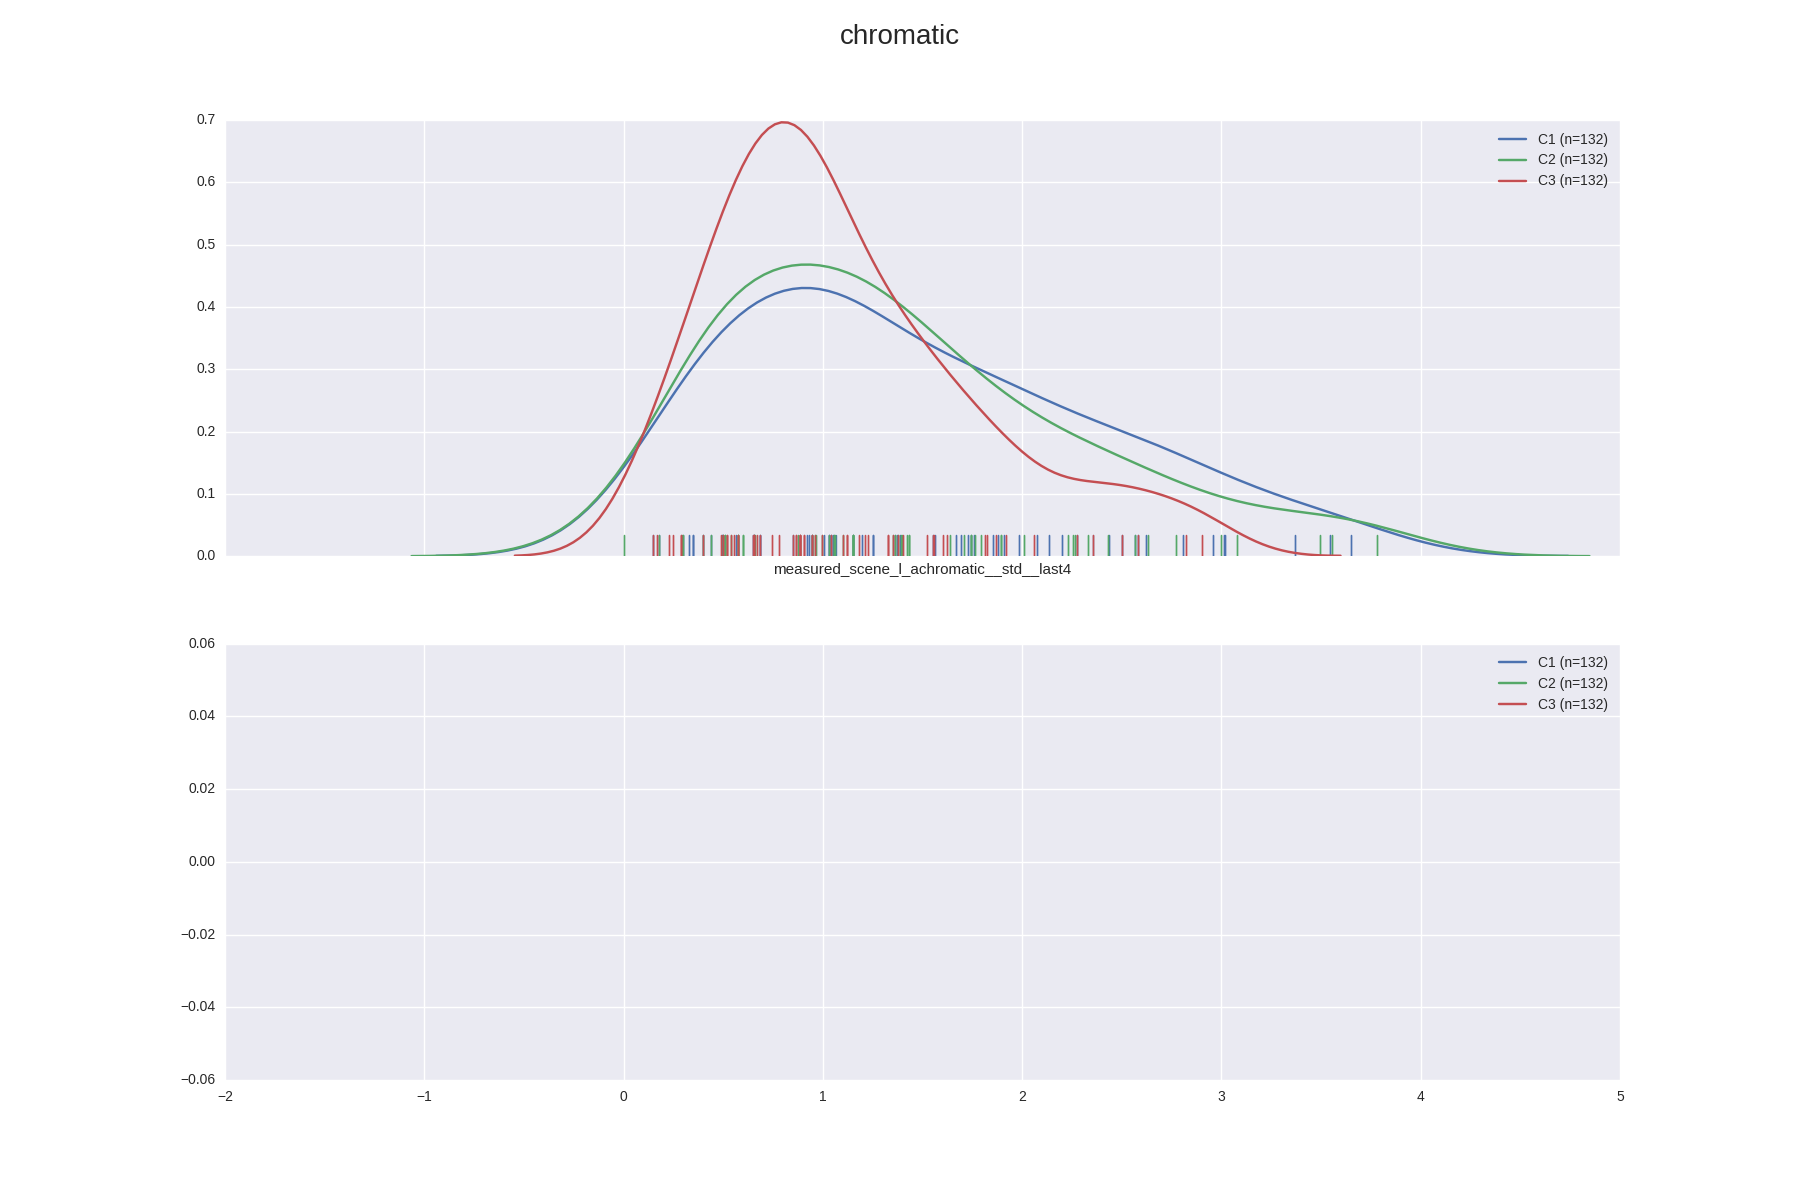 chromatic
0.7
0.6
0.5
0.4
0.3
0.2
0.1
0.0
C1 (n=132)
C2 (n=132)
C3 (n=132)
measured_scene_l_achromatic__std__last4
0.06
0.04
0.02
0.00
−0.02
−0.04
−0.06
C1 (n=132)
C2 (n=132)
C3 (n=132)
−2 −1 0 1 2 3 4 5